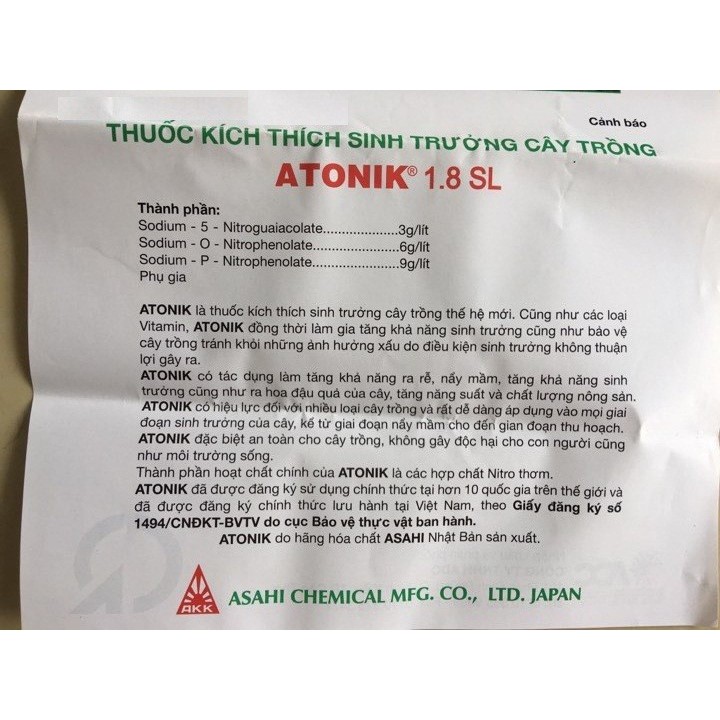 Cảnh báo
THUỐC KÍCH THÍCH SINH TRƯỞNG CÂY TRỒNG
ATONIK® 1.8 SL
Thành phần:
Sodium - 5 - Nitroguaiacolate....................3g/lít
Sodium - O - Nitrophenolate.......................6g/lít
Sodium - P - Nitrophenolate.......................9g/lít
Phụ gia
ATONIK là thuốc kích thích sinh trưởng cây trồng thế hệ mới. Cũng như các loại
Vitamin, ATONIK đồng thời làm gia tăng khả năng sinh trưởng cũng như bảo vệ
cây trồng tránh khỏi những ảnh hưởng xấu do điều kiện sinh trưởng không thuận
lợi gây ra.
ATONIK có tác dụng làm tăng khả năng ra rễ, nẩy mầm, tăng khả năng sinh
trưởng cũng như ra hoa đậu quả của cây, tăng năng suất và chất lượng nông sản.
ATONIK có hiệu lực đối với nhiều loại cây trồng và rất dễ dàng áp dụng vào mọi giai
đoạn sinh trưởng của cây, kể từ giai đoạn nẩy mầm cho đến gian đoạn thu hoạch.
ATONIK đặc biệt an toàn cho cây trồng, không gây độc hại cho con người cũng
như môi trường sống.
Thành phần hoạt chất chính của ATONIK là các hợp chất Nitro thơm.
ATONIK đã được đăng ký sử dụng chính thức tại hơn 10 quốc gia trên thế giới và
đã được đăng ký chính thức lưu hành tại Việt Nam, theo Giấy đăng ký số
1494/CNĐKT-BVTV do cục Bảo vệ thực vật ban hành.
ATONIK do hãng hóa chất ASAHI Nhật Bản sản xuất.
AKK
ASAHI CHEMICAL MFG. CO., LTD. JAPAN